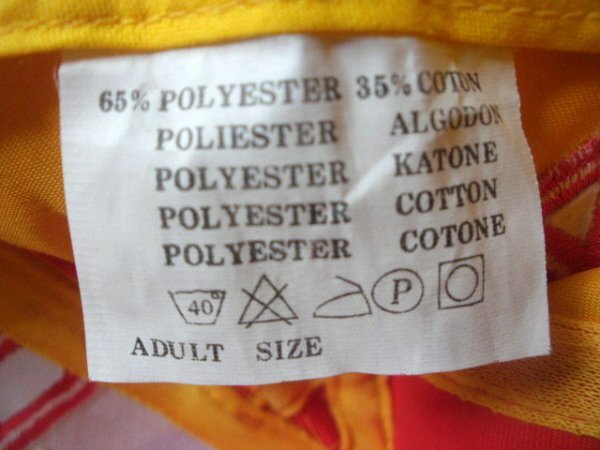 65% POLYESTER 35% COTON
POLIESTER ALGODON
POLYESTER KATONE
POLYESTER COTTON
POLYESTER COTONE
40° P
ADULT SIZE